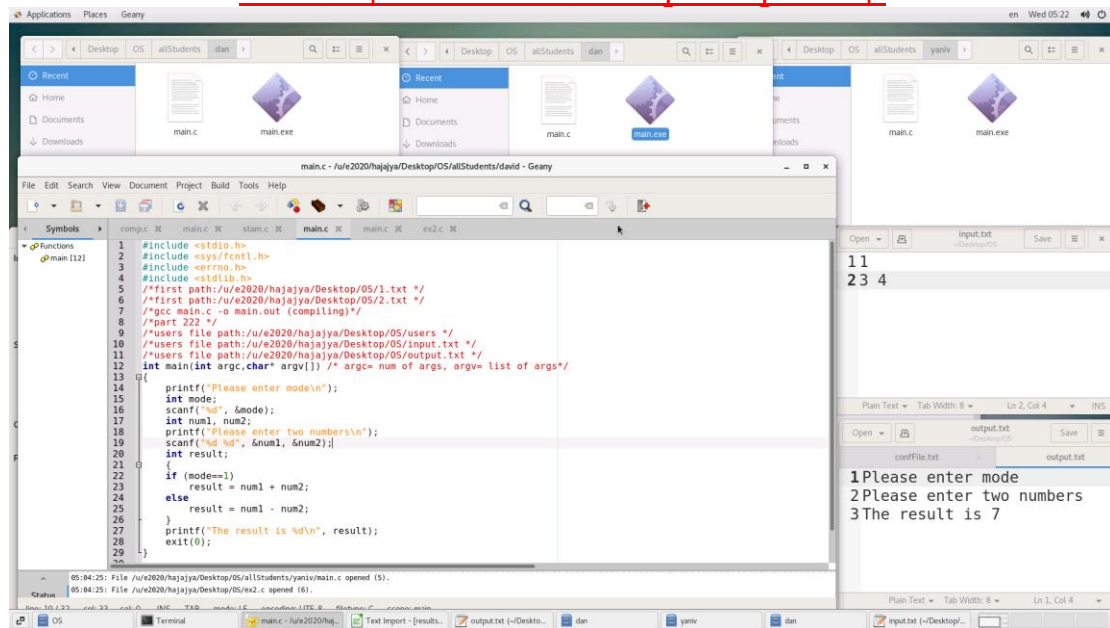 Applications Places Geany en Wed 05:22
Desktop OS allStudents dan
Recent
Home
Documents
Downloads
main.c main.exe
Desktop OS allStudents dan
Recent
Home
Documents
Downloads
main.c main.exe
Desktop OS allStudents yaniv
main.c main.exe
main.c - /u/e2020/hajajya/Desktop/OS/allStudents/david - Geany
File Edit Search View Document Project Build Tools Help
Symbols
Functions
main [12]
comp.c main.c stam.c main.c main.c ex2.c
1 #include <stdio.h>
2 #include <sys/fcntl.h>
3 #include <errno.h>
4 #include <stdlib.h>
5 /*first path:/u/e2020/hajajya/Desktop/OS/1.txt */
6 /*first path:/u/e2020/hajajya/Desktop/OS/2.txt */
7 /*gcc main.c -o main.out (compiling)*/
8 /*part 222 */
9 /*users file path:/u/e2020/hajajya/Desktop/OS/users */
10 /*users file path:/u/e2020/hajajya/Desktop/OS/input.txt */
11 /*users file path:/u/e2020/hajajya/Desktop/OS/output.txt */
12 int main(int argc,char* argv[]) /* argc= num of args, argv= list of args*/
13 {
14 printf("Please enter mode\n");
15 int mode;
16 scanf("%d", &mode);
17 int num1, num2;
18 printf("Please enter two numbers\n");
19 scanf("%d %d", &num1, &num2);
20 int result;
21 {
22 if (mode==1)
23 result = num1 + num2;
24 else
25 result = num1 - num2;
26 }
27 printf("The result is %d\n", result);
28 exit(0);
29 }
Status
05:04:25: File /u/e2020/hajajya/Desktop/OS/allStudents/yaniv/main.c opened (5).
05:04:25: File /u/e2020/hajajya/Desktop/OS/ex2.c opened (6).
Open input.txt Save
~/Desktop/OS
1 1
2 3 4
Plain Text Tab Width: 8 Ln 2, Col 4 INS
Open output.txt Save
~/Desktop/OS
confFile.txt output.txt
1 Please enter mode
2 Please enter two numbers
3 The result is 7
Plain Text Tab Width: 8 Ln 1, Col 4
OS Terminal main.c - /u/e2020/haj... Text Import - [results... output.txt (~/Deskto... dan yaniv dan input.txt (~/Desktop/...